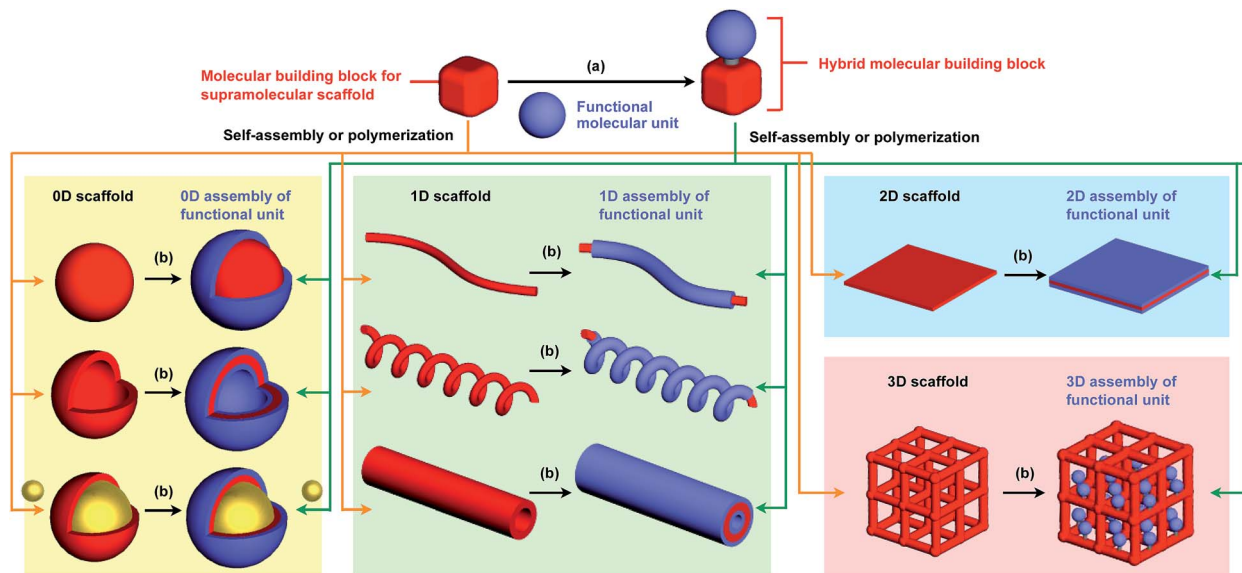 (a)
Molecular building block for
supramolecular scaffold
Hybrid molecular building block
Functional
molecular unit
Self-assembly or polymerization
Self-assembly or polymerization
0D scaffold
0D assembly of
functional unit
(b)
(b)
(b)
1D scaffold
1D assembly of
functional unit
(b)
(b)
(b)
2D scaffold
2D assembly of
functional unit
(b)
3D scaffold
3D assembly of
functional unit
(b)